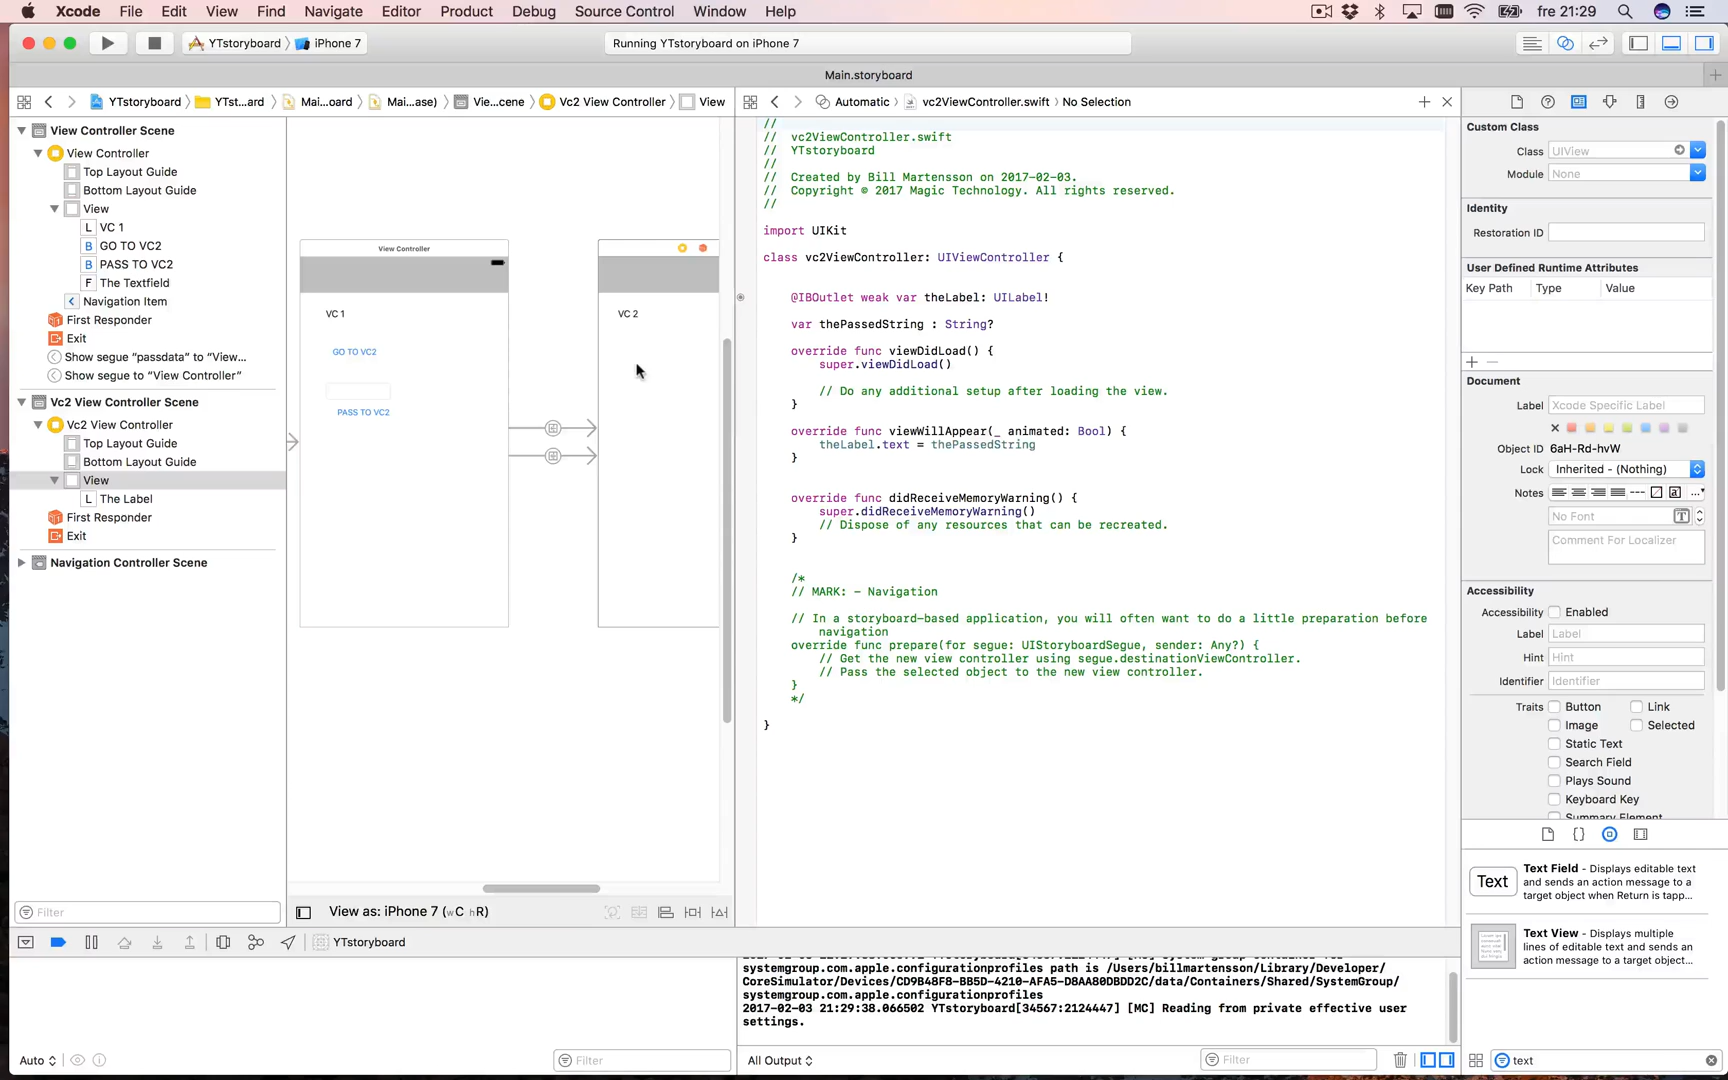 Xcode File Edit View Find Navigate Editor Product Debug Source Control Window Help fre 21:29
YTstoryboard iPhone 7 Running YTstoryboard on iPhone 7
Main.storyboard
YTstoryboard YTst...ard Mai...oard Mai...ase) Vie...cene Vc2 View Controller View
Automatic vc2ViewController.swift No Selection
View Controller Scene
View Controller
Top Layout Guide
Bottom Layout Guide
View
L VC 1
B GO TO VC2
B PASS TO VC2
F The Textfield
Navigation Item
First Responder
Exit
Show segue "passdata" to "View...
Show segue to "View Controller"
Vc2 View Controller Scene
Vc2 View Controller
Top Layout Guide
Bottom Layout Guide
View
L The Label
First Responder
Exit
Navigation Controller Scene
Filter
View Controller
VC 1
GO TO VC2
PASS TO VC2
VC 2
View as: iPhone 7 (wC hR)
//
// vc2ViewController.swift
// YTstoryboard
//
// Created by Bill Martensson on 2017-02-03.
// Copyright © 2017 Magic Technology. All rights reserved.
//
import UIKit
class vc2ViewController: UIViewController {
@IBOutlet weak var theLabel: UILabel!
var thePassedString : String?
override func viewDidLoad() {
super.viewDidLoad()
// Do any additional setup after loading the view.
}
override func viewWillAppear(_ animated: Bool) {
theLabel.text = thePassedString
}
override func didReceiveMemoryWarning() {
super.didReceiveMemoryWarning()
// Dispose of any resources that can be recreated.
}
/*
// MARK: - Navigation
// In a storyboard-based application, you will often want to do a little preparation before
navigation
override func prepare(for segue: UIStoryboardSegue, sender: Any?) {
// Get the new view controller using segue.destinationViewController.
// Pass the selected object to the new view controller.
}
*/
}
Custom Class
Class UIView
Module None
Identity
Restoration ID
User Defined Runtime Attributes
Key Path Type Value
Document
Label Xcode Specific Label
Object ID 6aH-Rd-hvW
Lock Inherited - (Nothing)
Notes
No Font
Comment For Localizer
Accessibility
Accessibility Enabled
Label Label
Hint Hint
Identifier Identifier
Traits Button Link
Image Selected
Static Text
Search Field
Plays Sound
Keyboard Key
Summary Element
Text
Text Field - Displays editable text
and sends an action message to a
target object when Return is tapp...
Text View - Displays multiple
lines of editable text and sends an
action message to a target object...
YTstoryboard
systemgroup.com.apple.configurationprofiles path is /Users/billmartensson/Library/Developer/
CoreSimulator/Devices/CD9B48F8-BB5D-4210-AFA5-D8AA80DBDD2C/data/Containers/Shared/SystemGroup/
systemgroup.com.apple.configurationprofiles
2017-02-03 21:29:38.066502 YTstoryboard[34567:2124447] [MC] Reading from private effective user
settings.
Auto Filter
All Output Filter
text